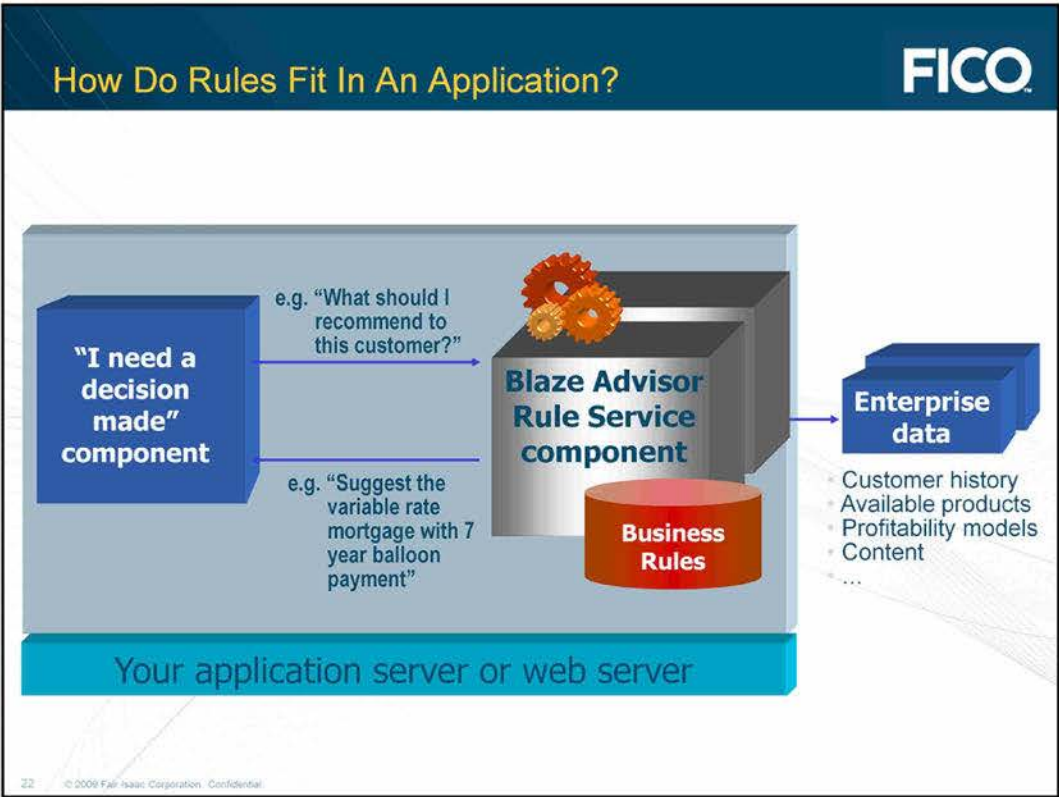 How Do Rules Fit In An Application?
FICO
TM
e.g. “What should I
recommend to
this customer?”
“I need a
decision
made”
component
Blaze Advisor
Rule Service
component
e.g. “Suggest the
variable rate
mortgage with 7
year balloon
payment”
Business
Rules
Enterprise
data
Customer history
Available products
Profitability models
Content
...
Your application server or web server
22
© 2009 Fair Isaac Corporation. Confidential.